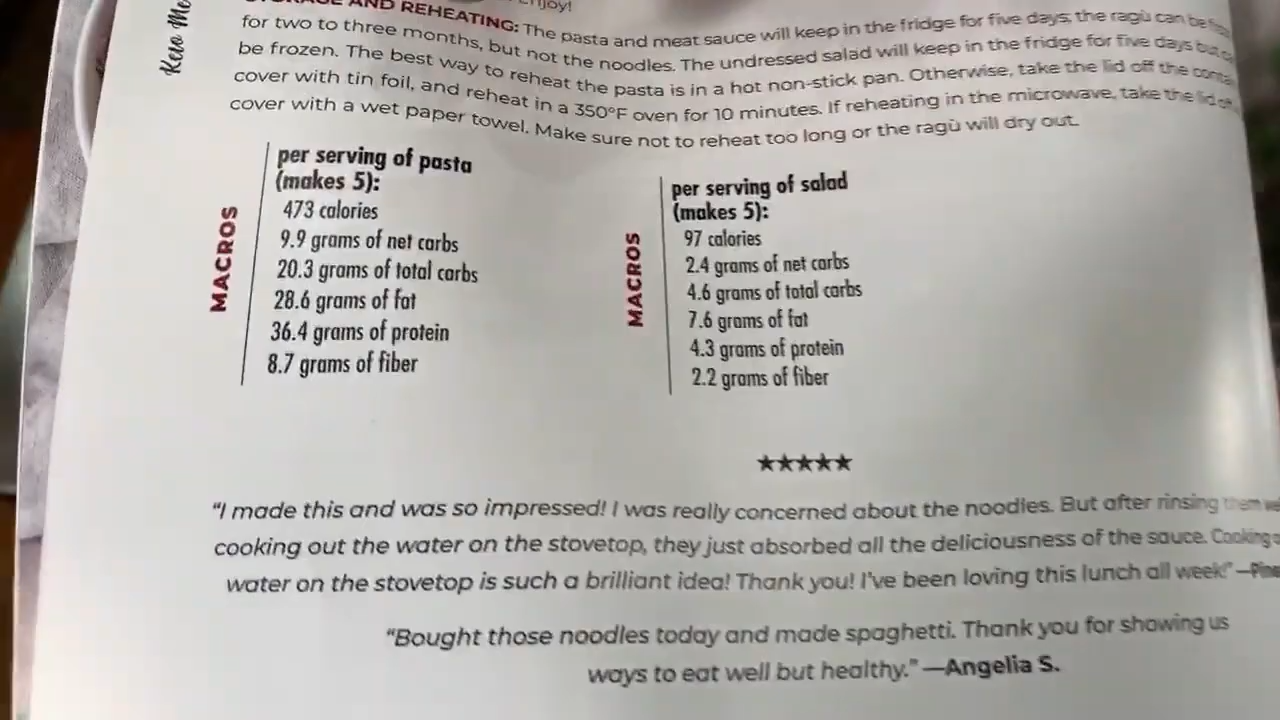 enjoy!
Keto Me
STORAGE AND REHEATING: The pasta and meat sauce will keep in the fridge for five days; the ragù can be
for two to three months, but not the noodles. The undressed salad will keep in the fridge for five days but
be frozen. The best way to reheat the pasta is in a hot non-stick pan. Otherwise, take the lid off the
cover with tin foil, and reheat in a 350°F oven for 10 minutes. If reheating in the microwave, take the lid
cover with a wet paper towel. Make sure not to reheat too long or the ragù will dry out.
MACROS
per serving of pasta
(makes 5):
473 calories
9.9 grams of net carbs
20.3 grams of total carbs
28.6 grams of fat
36.4 grams of protein
8.7 grams of fiber
MACROS
per serving of salad
(makes 5):
97 calories
2.4 grams of net carbs
4.6 grams of total carbs
7.6 grams of fat
4.3 grams of protein
2.2 grams of fiber
★★★★★
“I made this and was so impressed! I was really concerned about the noodles. But after rinsing them
cooking out the water on the stovetop, they just absorbed all the deliciousness of the sauce. Cooking
water on the stovetop is such a brilliant idea! Thank you! I’ve been loving this lunch all week!” —Pine
“Bought those noodles today and made spaghetti. Thank you for showing us
ways to eat well but healthy.” —Angelia S.